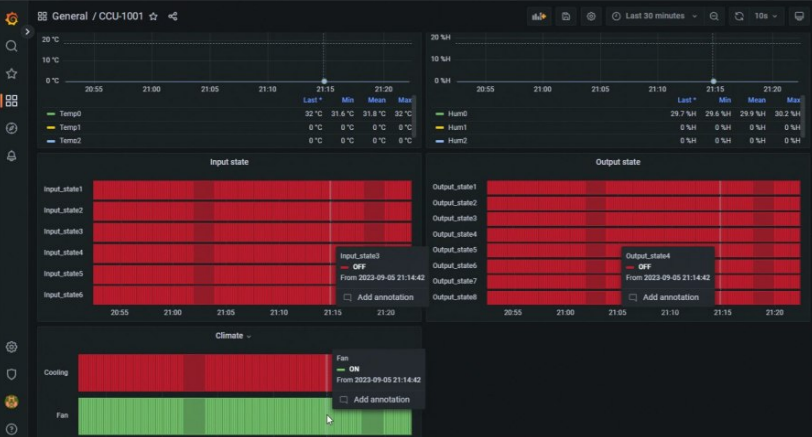 General / CCU-1001
Last 30 minutes
10s
20 °C
10 °C
0 °C
20:55 21:00 21:05 21:10 21:15 21:20
Last * Min Mean Max
Temp0 32 °C 31.6 °C 31.8 °C 32 °C
Temp1 0 °C 0 °C 0 °C 0 °C
Temp2 0 °C 0 °C 0 °C 0 °C
20 %H
10 %H
0 %H
20:55 21:00 21:05 21:10 21:15 21:20
Last * Min Mean Max
Hum0 29.7 %H 29.6 %H 29.9 %H 30.2 %H
Hum1 0 %H 0 %H 0 %H 0 %H
Hum2 0 %H 0 %H 0 %H 0 %H
Input state
Input_state1
Input_state2
Input_state3
Input_state4
Input_state5
Input_state6
Input_state3
OFF
From 2023-09-05 21:14:42
Add annotation
20:55 21:00 21:05 21:10 21:15 21:20
Output state
Output_state1
Output_state2
Output_state3
Output_state4
Output_state5
Output_state6
Output_state7
Output_state8
Output_state4
OFF
From 2023-09-05 21:14:42
Add annotation
20:55 21:00 21:05 21:10 21:15 21:20
Climate
Cooling
Fan
Fan
ON
From 2023-09-05 21:14:42
Add annotation